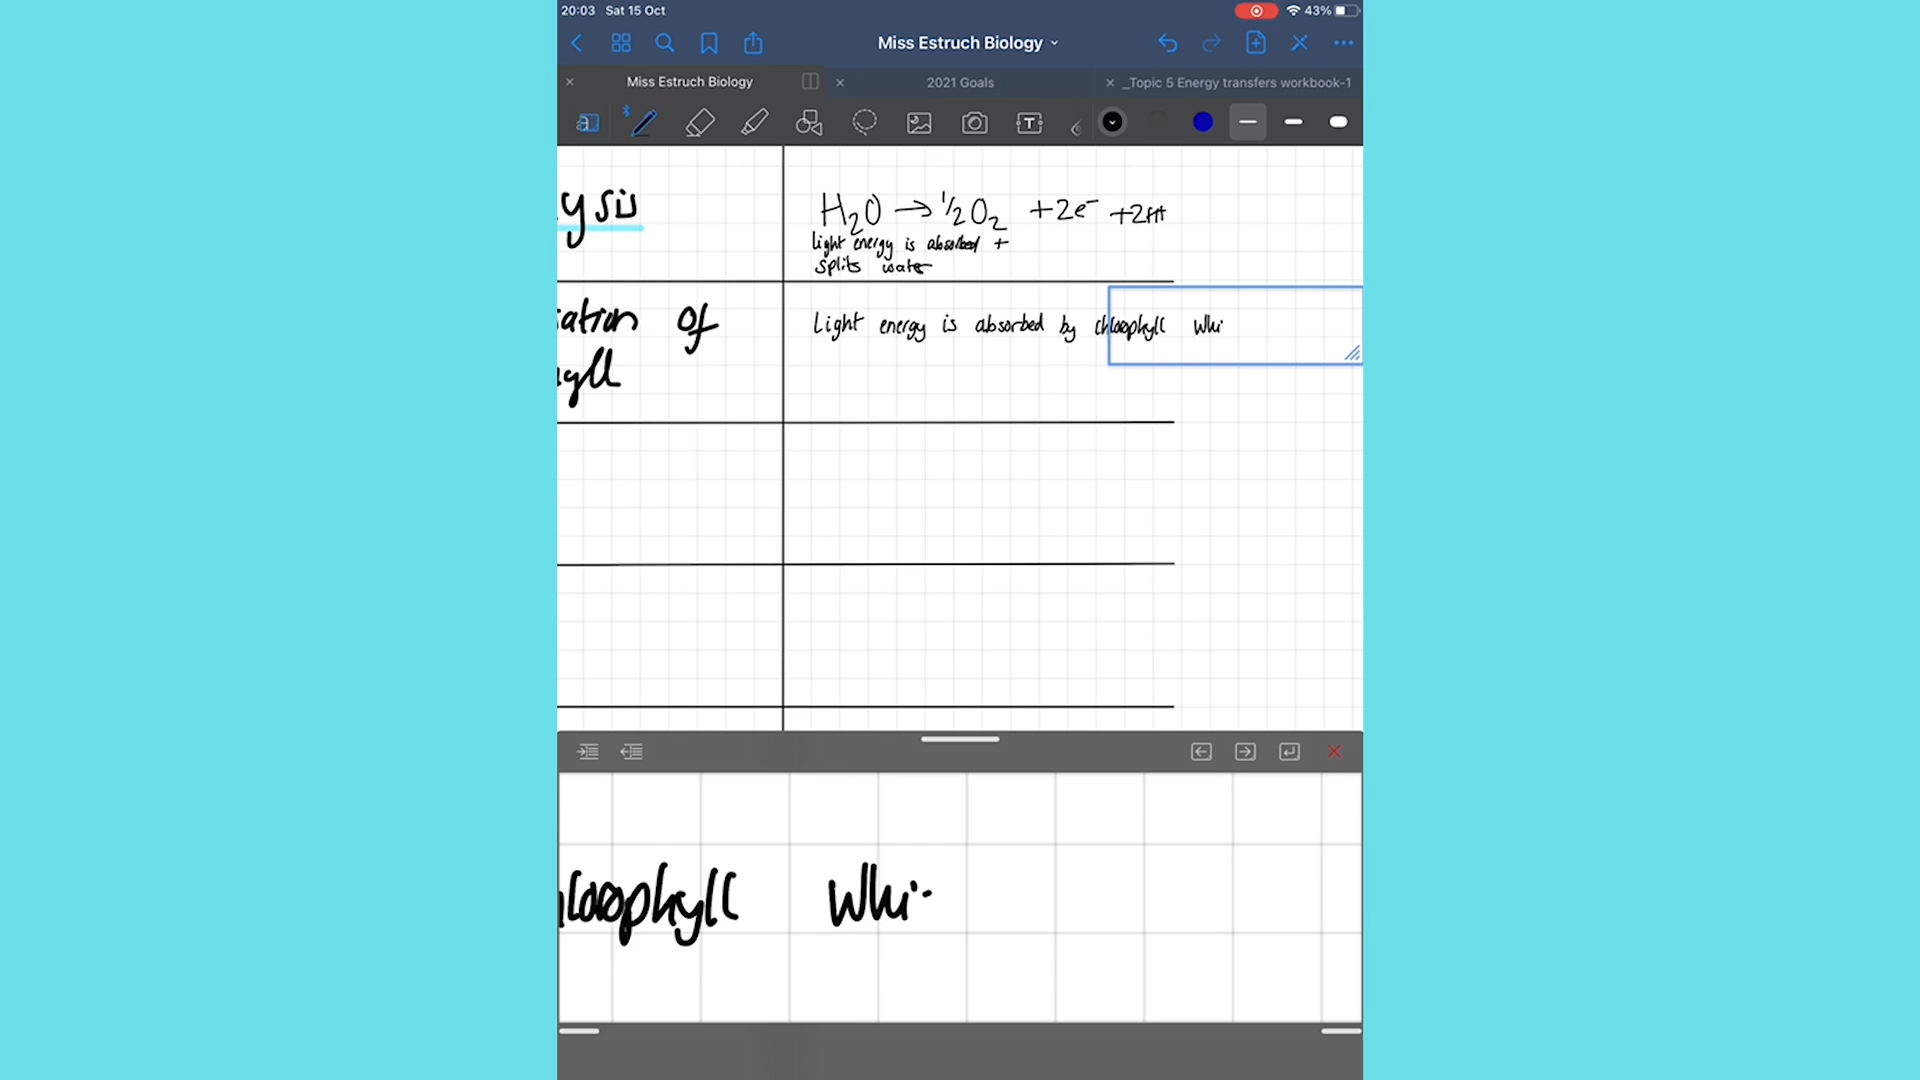 20:03 Sat 15 Oct 43%
Miss Estruch Biology
Miss Estruch Biology 2021 Goals _Topic 5 Energy transfers workbook-1
ysis
H₂O → ½O₂ +2e⁻ +2H+
light energy is absorbed +
splits water
ation of
Light energy is absorbed by chlorophyll Whi
yll
hlorophyll Whi